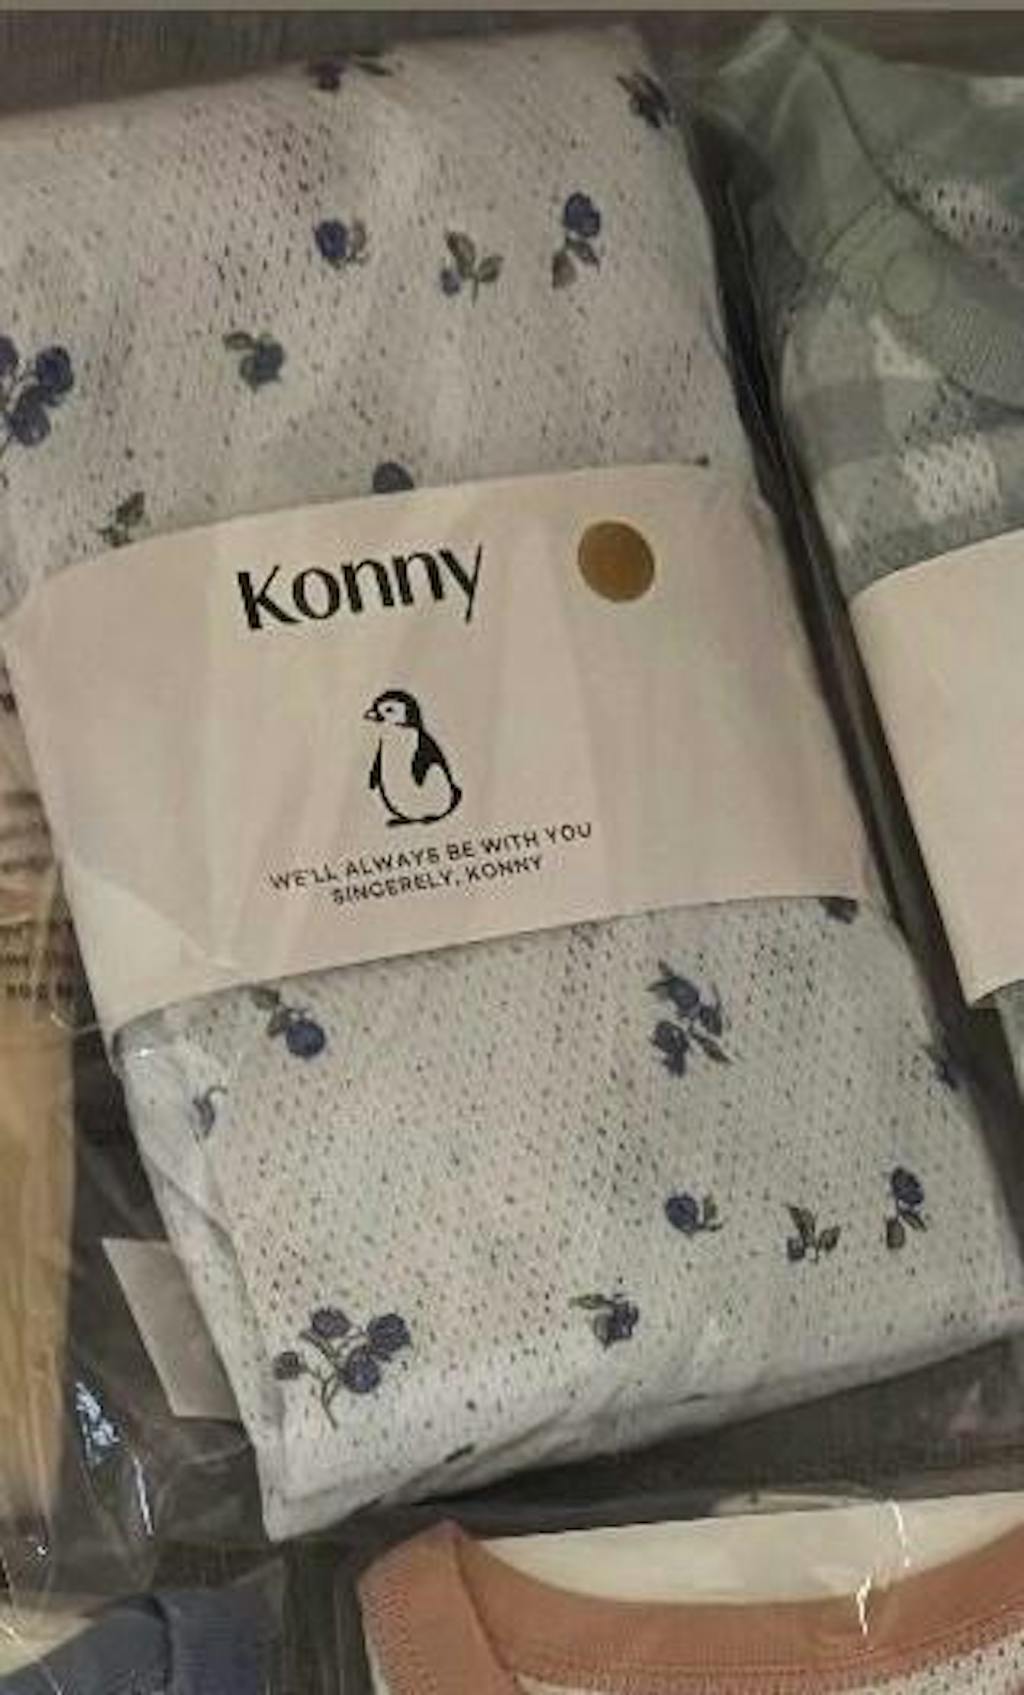 Konny
WE'LL ALWAYS BE WITH YOU
SINCERELY, KONNY